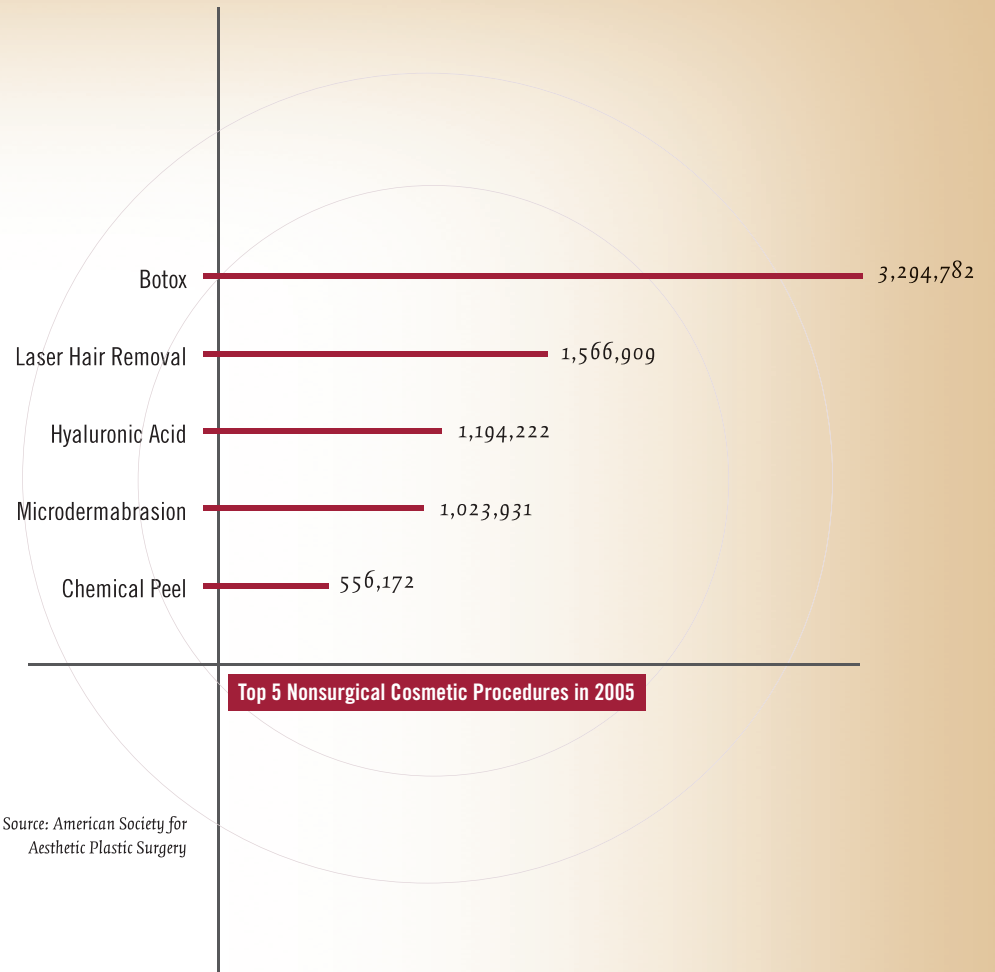 Botox 3,294,782
Laser Hair Removal 1,566,909
Hyaluronic Acid 1,194,222
Microdermabrasion 1,023,931
Chemical Peel 556,172
Top 5 Nonsurgical Cosmetic Procedures in 2005
Source: American Society for
Aesthetic Plastic Surgery